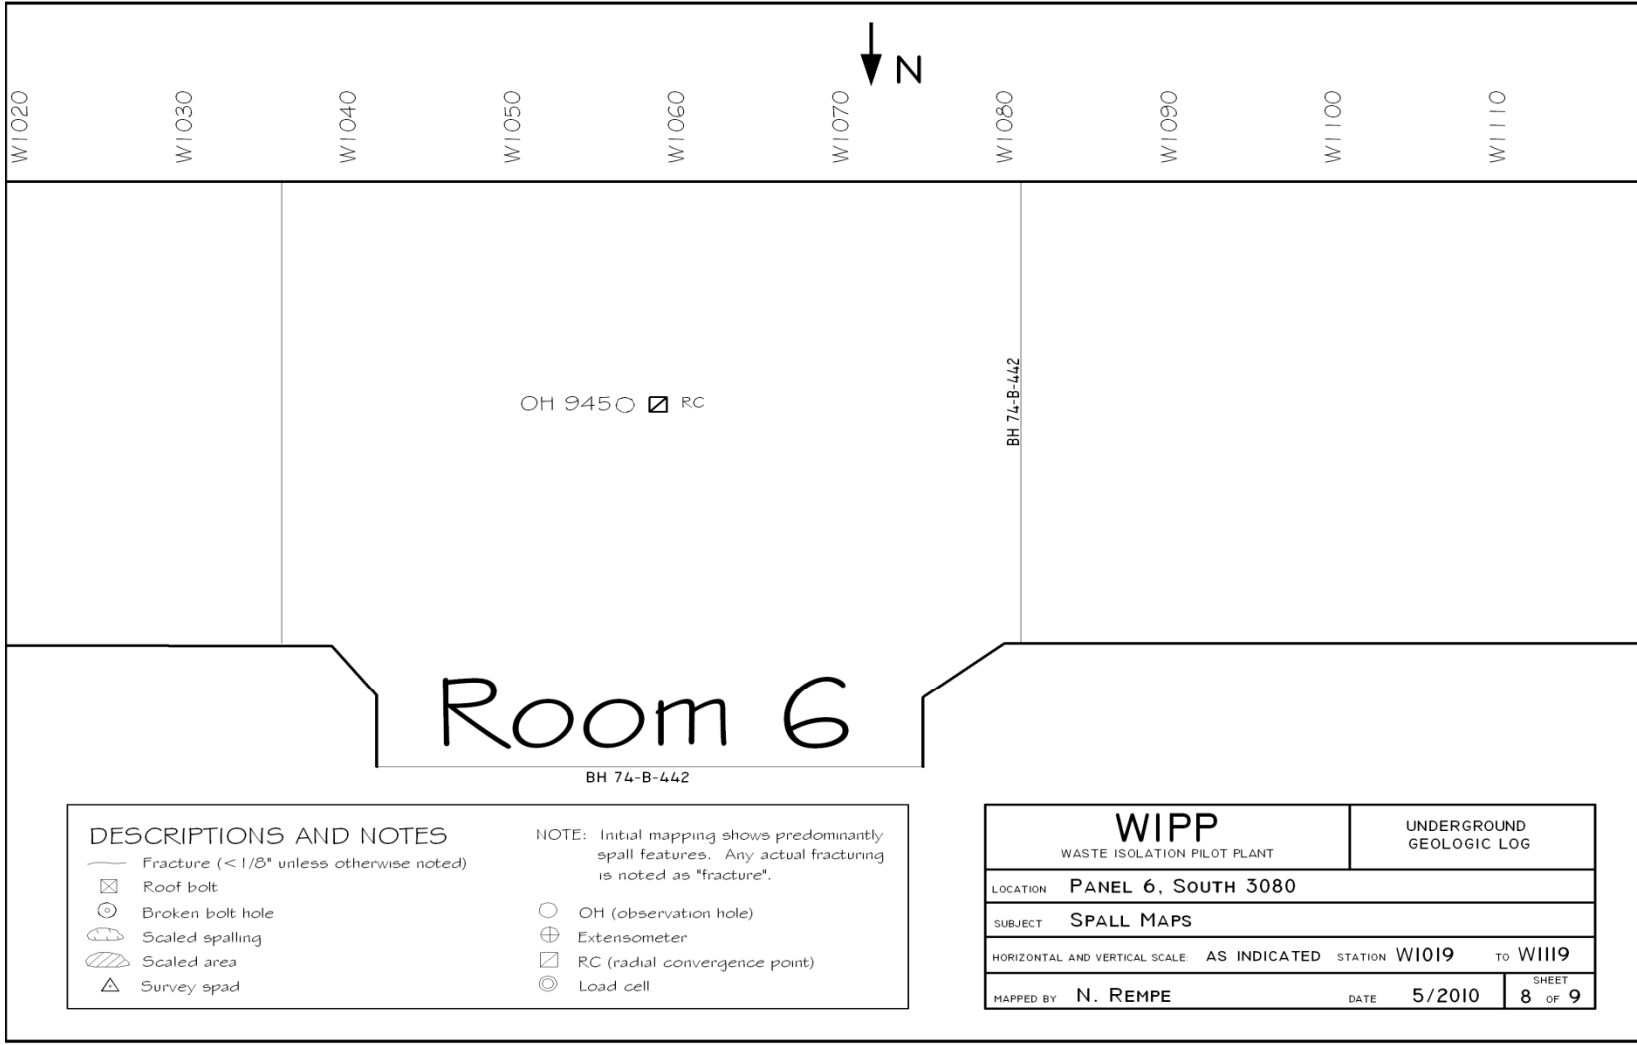 N
W1020
W1030
W1040
W1050
W1060
W1070
W1080
W1090
W1100
W1110
OH 945 RC
BH 74-B-442
Room 6
BH 74-B-442
DESCRIPTIONS AND NOTES
Fracture (< 1/8" unless otherwise noted)
Roof bolt
Broken bolt hole
Scaled spalling
Scaled area
Survey spad
NOTE: Initial mapping shows predominantly
spall features. Any actual fracturing
is noted as "fracture".
OH (observation hole)
Extensometer
RC (radial convergence point)
Load cell
WIPP
WASTE ISOLATION PILOT PLANT
UNDERGROUND
GEOLOGIC LOG
LOCATION PANEL 6, SOUTH 3080
SUBJECT SPALL MAPS
HORIZONTAL AND VERTICAL SCALE: AS INDICATED STATION W1019 TO W1119
MAPPED BY N. REMPE DATE 5/2010
SHEET
8 OF 9